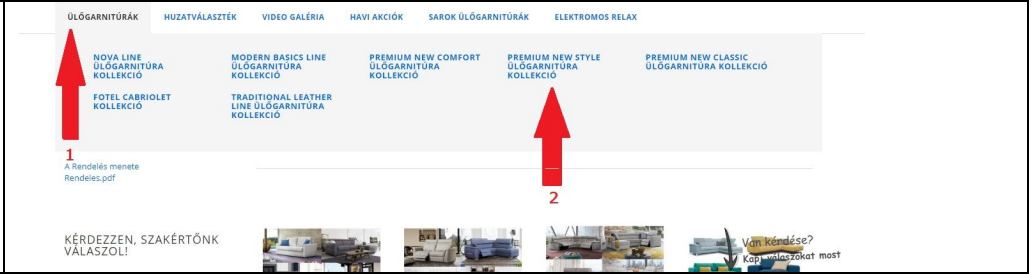 ÜLŐGARNITÚRÁK HUZATVÁLASZTÉK VIDEO GALÉRIA HAVI AKCIÓK SAROK ÜLŐGARNITÚRÁK ELEKTROMOS RELAX
NOVA LINE
ÜLŐGARNITÚRA
KOLLEKCIÓ
MODERN BASICS LINE
ÜLŐGARNITÚRA
KOLLEKCIÓ
PREMIUM NEW COMFORT
ÜLŐGARNITÚRA
KOLLEKCIÓ
PREMIUM NEW STYLE
ÜLŐGARNITÚRA
KOLLEKCIÓ
PREMIUM NEW CLASSIC
ÜLŐGARNITÚRA KOLLEKCIÓ
FOTEL CABRIOLET
KOLLEKCIÓ
TRADITIONAL LEATHER
LINE ÜLŐGARNITÚRA
KOLLEKCIÓ
1
A Rendelés menete
Rendeles.pdf
2
KÉRDEZZEN, SZAKÉRTŐNK
VÁLASZOL!
Van kérdése?
Kapj válaszokat most